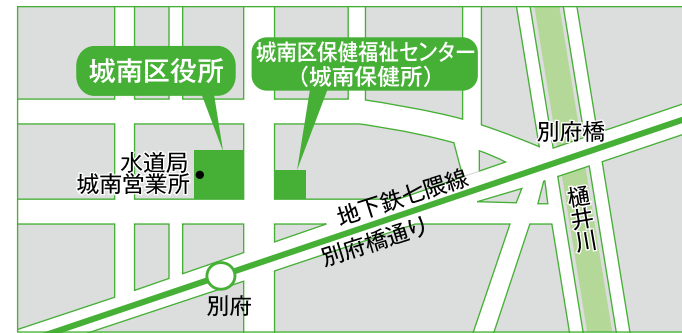 城南区役所
城南区保健福祉センター
（城南保健所）
別府橋
水道局
城南営業所
地下鉄七隈線
別府橋通り
樋井川
別府